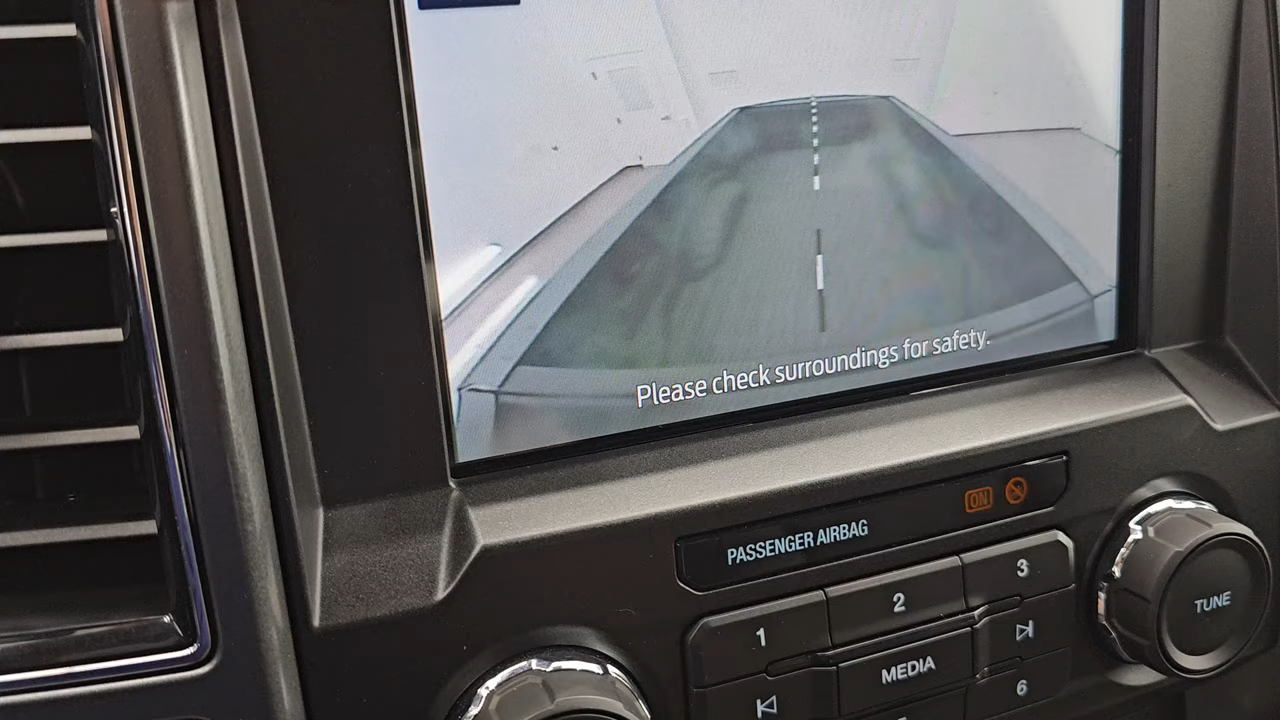 Please check surroundings for safety.
PASSENGER AIRBAG ON
1 2 3
MEDIA
6
TUNE